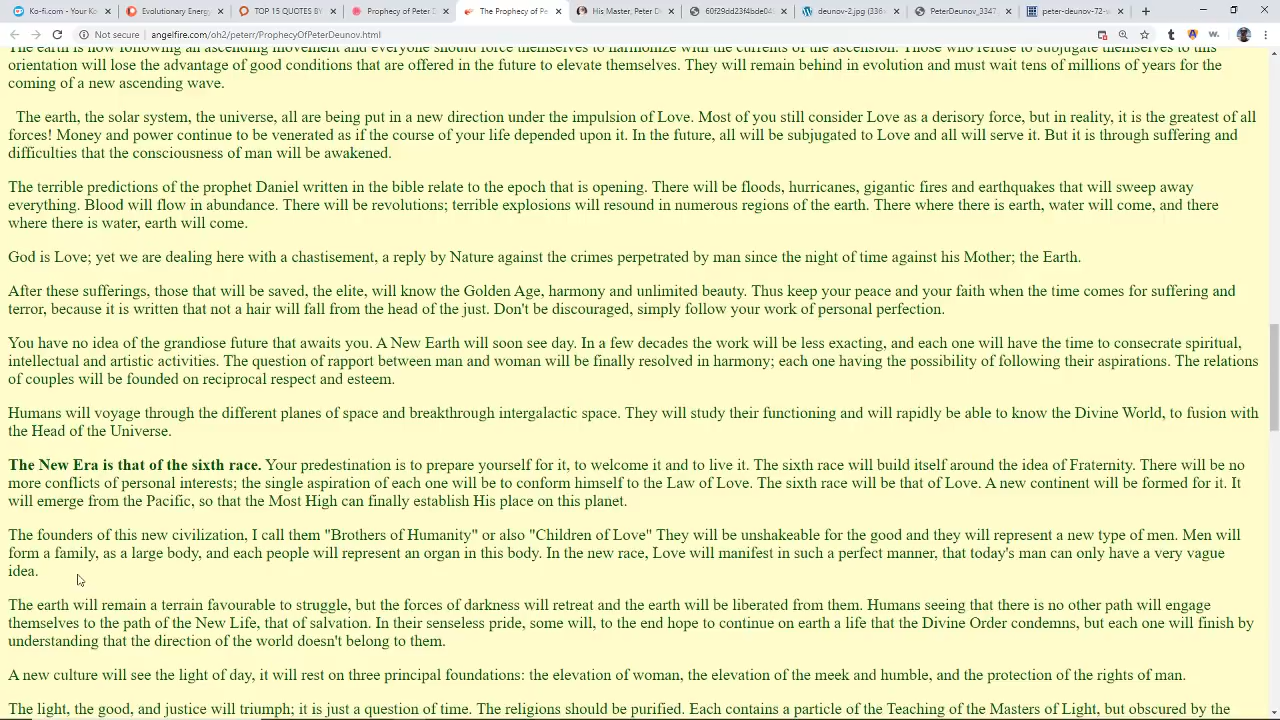 Ko-fi.com - Ko-fi
Evolutionary Energy
TOP 15 QUOTES BY
Prophecy of Peter D
The Prophecy of Pet
His Master, Peter De
60f29dd23f4bde04
deunov-2.jpg (336×
PeterDeunov_3347.
peter-deunov-72-s
Not secure | angelfire.com/oh2/peterr/ProphecyOfPeterDeunov.html
The earth is now following an ascending movement and everyone should force themselves to harmonize with the currents of the ascension. Those who refuse to subjugate themselves to this
orientation will lose the advantage of good conditions that are offered in the future to elevate themselves. They will remain behind in evolution and must wait tens of millions of years for the
coming of a new ascending wave.
The earth, the solar system, the universe, all are being put in a new direction under the impulsion of Love. Most of you still consider Love as a derisory force, but in reality, it is the greatest of all
forces! Money and power continue to be venerated as if the course of your life depended upon it. In the future, all will be subjugated to Love and all will serve it. But it is through suffering and
difficulties that the consciousness of man will be awakened.
The terrible predictions of the prophet Daniel written in the bible relate to the epoch that is opening. There will be floods, hurricanes, gigantic fires and earthquakes that will sweep away
everything. Blood will flow in abundance. There will be revolutions; terrible explosions will resound in numerous regions of the earth. There where there is earth, water will come, and there
where there is water, earth will come.
God is Love; yet we are dealing here with a chastisement, a reply by Nature against the crimes perpetrated by man since the night of time against his Mother; the Earth.
After these sufferings, those that will be saved, the elite, will know the Golden Age, harmony and unlimited beauty. Thus keep your peace and your faith when the time comes for suffering and
terror, because it is written that not a hair will fall from the head of the just. Don't be discouraged, simply follow your work of personal perfection.
You have no idea of the grandiose future that awaits you. A New Earth will soon see day. In a few decades the work will be less exacting, and each one will have the time to consecrate spiritual,
intellectual and artistic activities. The question of rapport between man and woman will be finally resolved in harmony; each one having the possibility of following their aspirations. The relations
of couples will be founded on reciprocal respect and esteem.
Humans will voyage through the different planes of space and breakthrough intergalactic space. They will study their functioning and will rapidly be able to know the Divine World, to fusion with
the Head of the Universe.
The New Era is that of the sixth race. Your predestination is to prepare yourself for it, to welcome it and to live it. The sixth race will build itself around the idea of Fraternity. There will be no
more conflicts of personal interests; the single aspiration of each one will be to conform himself to the Law of Love. The sixth race will be that of Love. A new continent will be formed for it. It
will emerge from the Pacific, so that the Most High can finally establish His place on this planet.
The founders of this new civilization, I call them "Brothers of Humanity" or also "Children of Love" They will be unshakeable for the good and they will represent a new type of men. Men will
form a family, as a large body, and each people will represent an organ in this body. In the new race, Love will manifest in such a perfect manner, that today's man can only have a very vague
idea.
The earth will remain a terrain favourable to struggle, but the forces of darkness will retreat and the earth will be liberated from them. Humans seeing that there is no other path will engage
themselves to the path of the New Life, that of salvation. In their senseless pride, some will, to the end hope to continue on earth a life that the Divine Order condemns, but each one will finish by
understanding that the direction of the world doesn't belong to them.
A new culture will see the light of day, it will rest on three principal foundations: the elevation of woman, the elevation of the meek and humble, and the protection of the rights of man.
The light, the good, and justice will triumph; it is just a question of time. The religions should be purified. Each contains a particle of the Teaching of the Masters of Light, but obscured by the